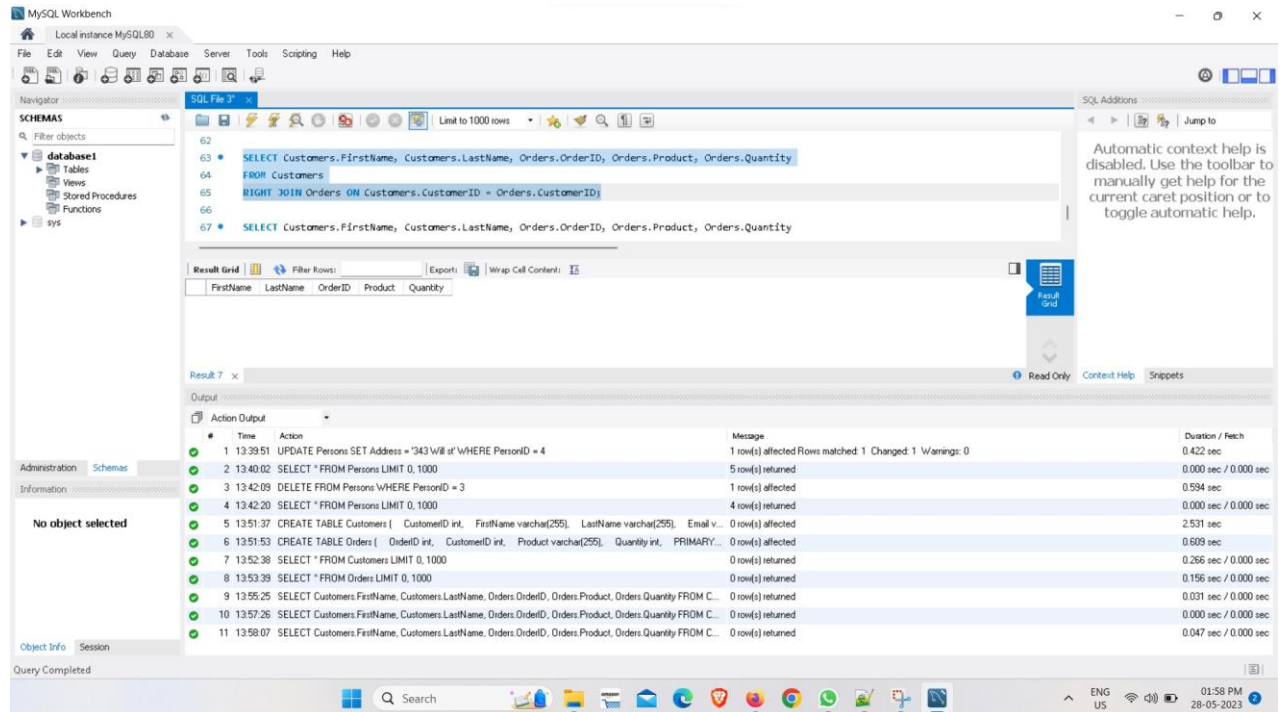 MySQL Workbench
Local instance MySQL80
File Edit View Query Database Server Tools Scripting Help
Navigator
SCHEMAS
Filter objects
database1
Tables
Views
Stored Procedures
Functions
sys
Administration Schemas
Information
No object selected
Object Info Session
Query Completed
SQL File 3*
Limit to 1000 rows
62
63 SELECT Customers.FirstName, Customers.LastName, Orders.OrderID, Orders.Product, Orders.Quantity
64 FROM Customers
65 RIGHT JOIN Orders ON Customers.CustomerID = Orders.CustomerID;
66
67 SELECT Customers.FirstName, Customers.LastName, Orders.OrderID, Orders.Product, Orders.Quantity
Result Grid Filter Rows: Export: Wrap Cell Content:
FirstName LastName OrderID Product Quantity
Result Grid
Result 7
Read Only
SQL Additions
Jump to
Automatic context help is
disabled. Use the toolbar to
manually get help for the
current caret position or to
toggle automatic help.
Context Help Snippets
Output
Action Output
# Time Action Message Duration / Fetch
1 13:39:51 UPDATE Persons SET Address = '343 Will st' WHERE PersonID = 4 1 row(s) affected Rows matched: 1 Changed: 1 Warnings: 0 0.422 sec
2 13:40:02 SELECT * FROM Persons LIMIT 0, 1000 5 row(s) returned 0.000 sec / 0.000 sec
3 13:42:09 DELETE FROM Persons WHERE PersonID = 3 1 row(s) affected 0.594 sec
4 13:42:20 SELECT * FROM Persons LIMIT 0, 1000 4 row(s) returned 0.000 sec / 0.000 sec
5 13:51:37 CREATE TABLE Customers ( CustomerID int, FirstName varchar(255), LastName varchar(255), Email v... 0 row(s) affected 2.531 sec
6 13:51:53 CREATE TABLE Orders ( OrderID int, CustomerID int, Product varchar(255), Quantity int, PRIMARY... 0 row(s) affected 0.609 sec
7 13:52:38 SELECT * FROM Customers LIMIT 0, 1000 0 row(s) returned 0.266 sec / 0.000 sec
8 13:53:39 SELECT * FROM Orders LIMIT 0, 1000 0 row(s) returned 0.156 sec / 0.000 sec
9 13:55:25 SELECT Customers.FirstName, Customers.LastName, Orders.OrderID, Orders.Product, Orders.Quantity FROM C... 0 row(s) returned 0.031 sec / 0.000 sec
10 13:57:26 SELECT Customers.FirstName, Customers.LastName, Orders.OrderID, Orders.Product, Orders.Quantity FROM C... 0 row(s) returned 0.000 sec / 0.000 sec
11 13:58:07 SELECT Customers.FirstName, Customers.LastName, Orders.OrderID, Orders.Product, Orders.Quantity FROM C... 0 row(s) returned 0.047 sec / 0.000 sec
Search
ENG
US
01:58 PM
28-05-2023
2